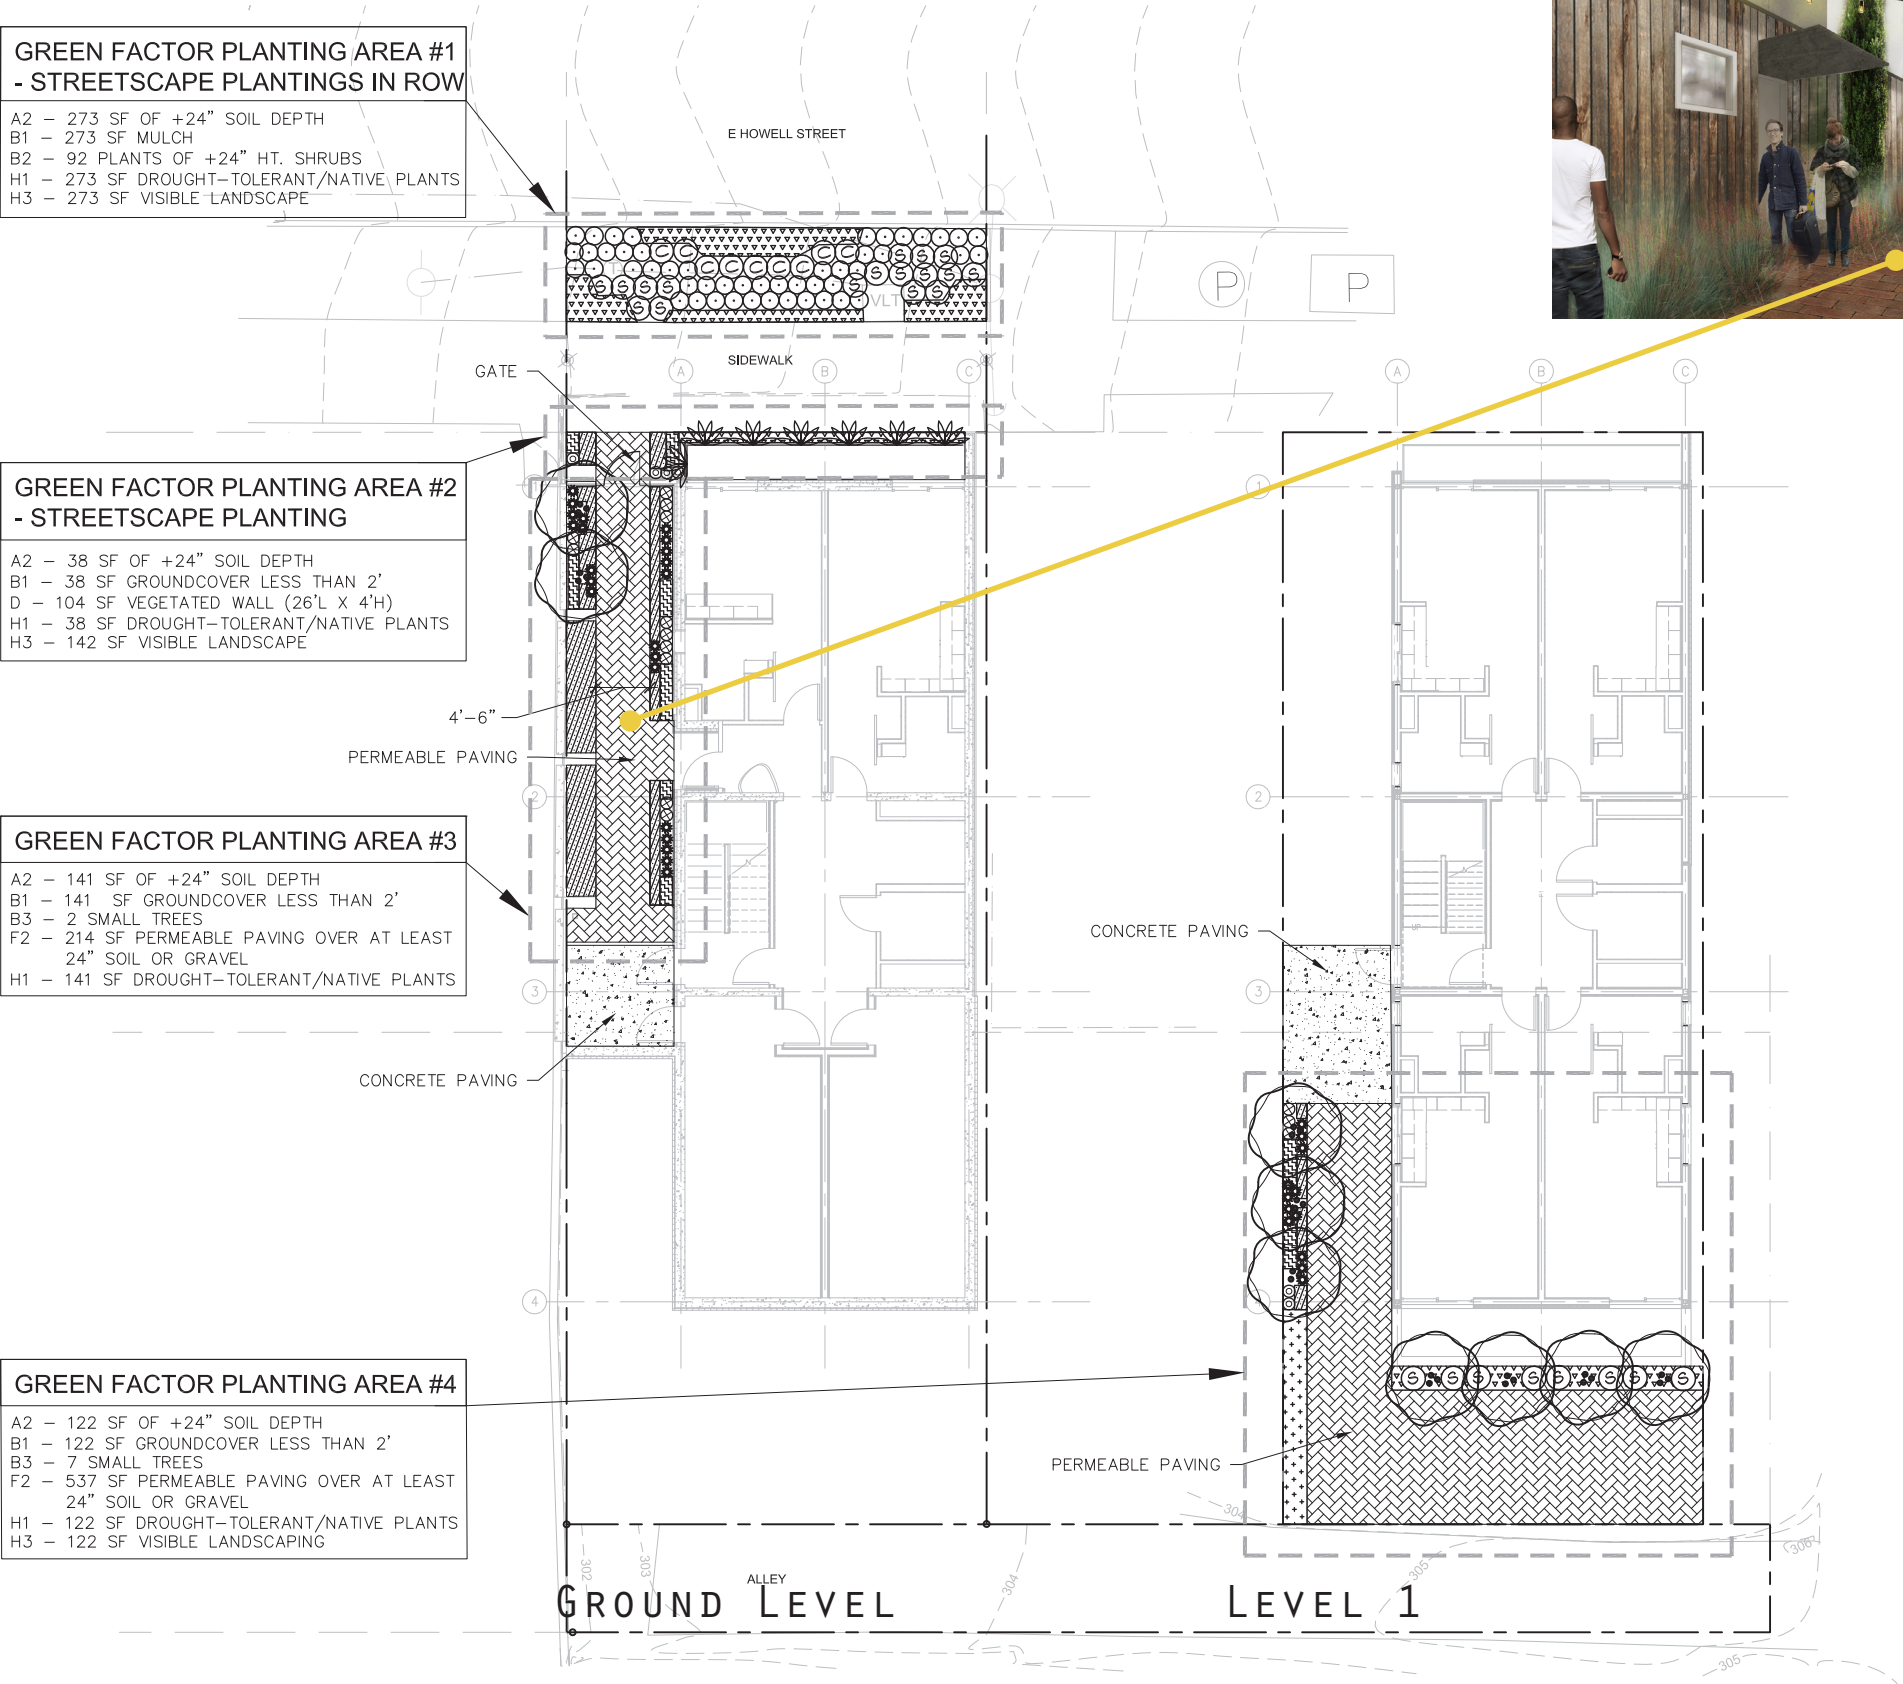 GREEN FACTOR PLANTING AREA #1
- STREETSCAPE PLANTINGS IN ROW
A2 – 273 SF OF +24” SOIL DEPTH
B1 – 273 SF MULCH
B2 – 92 PLANTS OF +24” HT. SHRUBS
H1 – 273 SF DROUGHT–TOLERANT/NATIVE PLANTS
H3 – 273 SF VISIBLE LANDSCAPE
E HOWELL STREET
C C C C C C C C C
S S S S S S S S S S S S S S S
VLT
P
P
SIDEWALK
GATE
A B C
A B C
GREEN FACTOR PLANTING AREA #2
- STREETSCAPE PLANTING
A2 – 38 SF OF +24” SOIL DEPTH
B1 – 38 SF GROUNDCOVER LESS THAN 2’
D – 104 SF VEGETATED WALL (26’L X 4’H)
H1 – 38 SF DROUGHT–TOLERANT/NATIVE PLANTS
H3 – 142 SF VISIBLE LANDSCAPE
1
1
4’–6”
PERMEABLE PAVING
2
2
GREEN FACTOR PLANTING AREA #3
A2 – 141 SF OF +24” SOIL DEPTH
B1 – 141 SF GROUNDCOVER LESS THAN 2’
B3 – 2 SMALL TREES
F2 – 214 SF PERMEABLE PAVING OVER AT LEAST
24” SOIL OR GRAVEL
H1 – 141 SF DROUGHT–TOLERANT/NATIVE PLANTS
CONCRETE PAVING
UP
3
3
CONCRETE PAVING
4
GREEN FACTOR PLANTING AREA #4
A2 – 122 SF OF +24” SOIL DEPTH
B1 – 122 SF GROUNDCOVER LESS THAN 2’
B3 – 7 SMALL TREES
F2 – 537 SF PERMEABLE PAVING OVER AT LEAST
24” SOIL OR GRAVEL
H1 – 122 SF DROUGHT–TOLERANT/NATIVE PLANTS
H3 – 122 SF VISIBLE LANDSCAPING
S S S S S S S S
PERMEABLE PAVING
304
302
303
304
305
306
305
ALLEY
GROUND LEVEL
LEVEL 1